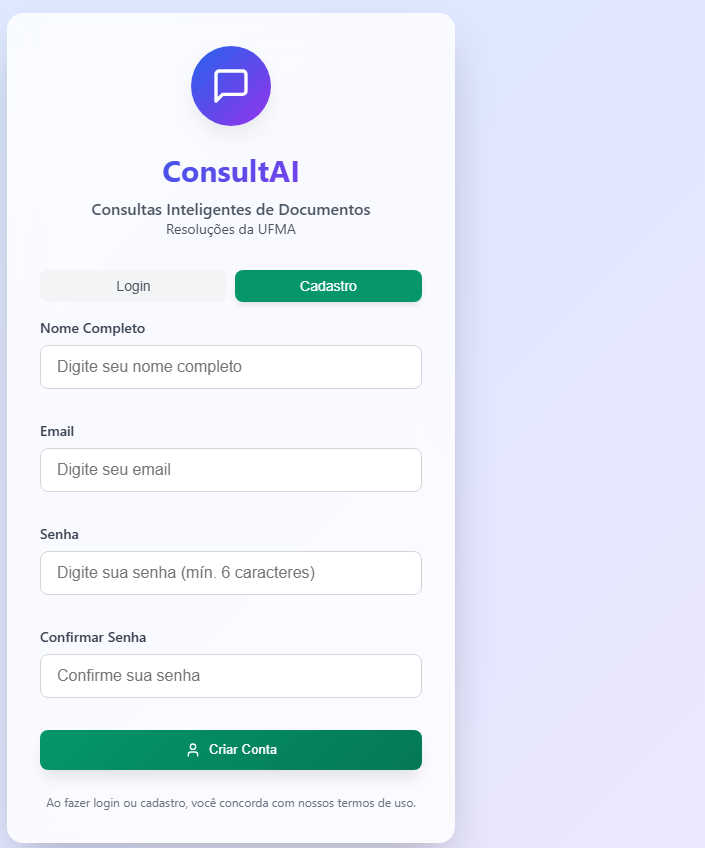 ConsultAI
Consultas Inteligentes de Documentos
Resoluções da UFMA
Login
Cadastro
Nome Completo
Digite seu nome completo
Email
Digite seu email
Senha
Digite sua senha (mín. 6 caracteres)
Confirmar Senha
Confirme sua senha
Criar Conta
Ao fazer login ou cadastro, você concorda com nossos termos de uso.